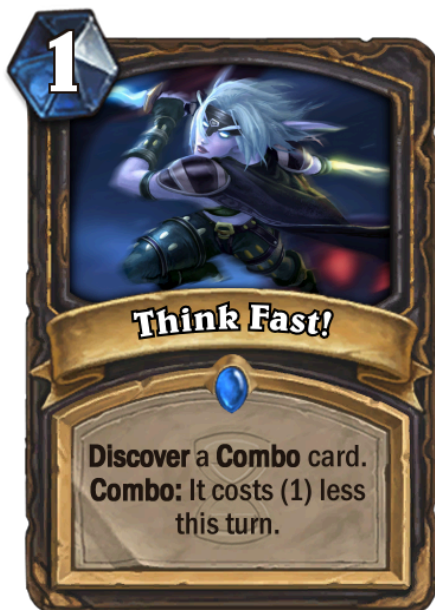 1
Think Fast!
Discover a Combo card.
Combo: It costs (1) less
this turn.